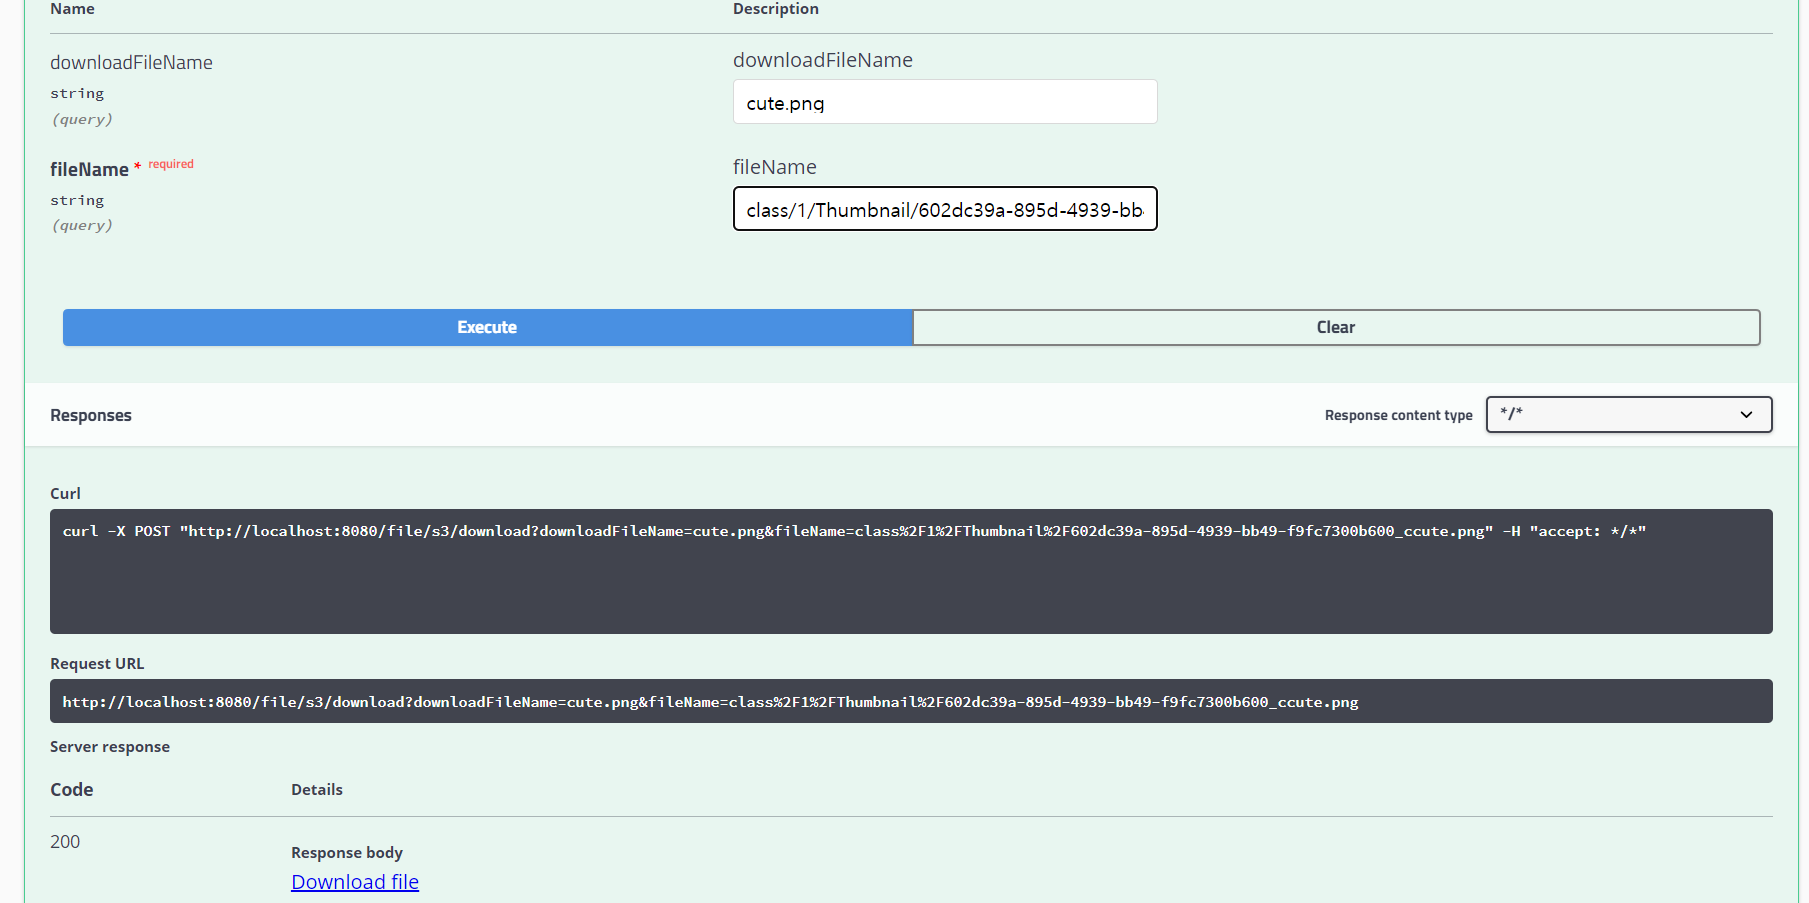 Name Description
downloadFileName downloadFileName
string
(query)
cute.png
fileName * required fileName
string
(query)
class/1/Thumbnail/602dc39a-895d-4939-bb
Execute Clear
Responses Response content type */*
Curl
curl -X POST "http://localhost:8080/file/s3/download?downloadFileName=cute.png&fileName=class%2F1%2FThumbnail%2F602dc39a-895d-4939-bb49-f9fc7300b600_ccute.png" -H "accept: */*"
Request URL
http://localhost:8080/file/s3/download?downloadFileName=cute.png&fileName=class%2F1%2FThumbnail%2F602dc39a-895d-4939-bb49-f9fc7300b600_ccute.png
Server response
Code Details
200
Response body
Download file